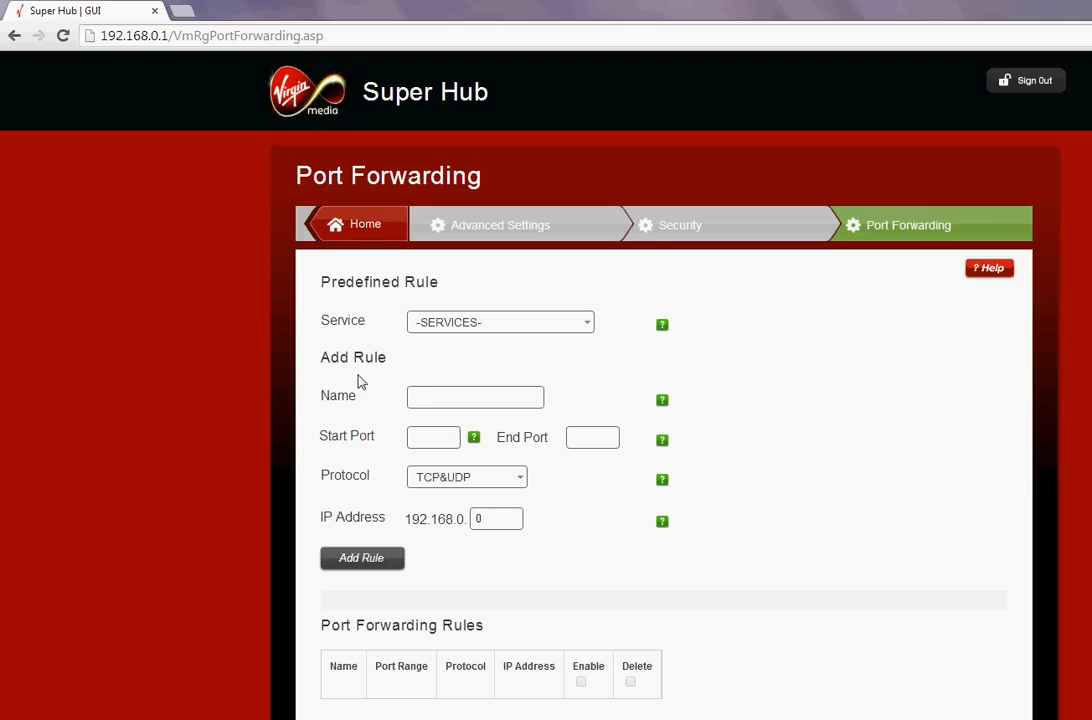 Super Hub | GUI
192.168.0.1/VmRgPortForwarding.asp
Virgin media Super Hub
Sign Out
Port Forwarding
Home Advanced Settings Security Port Forwarding
? Help
Predefined Rule
Service -SERVICES- ?
Add Rule
Name ?
Start Port ? End Port ?
Protocol TCP&UDP ?
IP Address 192.168.0. 0 ?
Add Rule
Port Forwarding Rules
Name Port Range Protocol IP Address Enable Delete